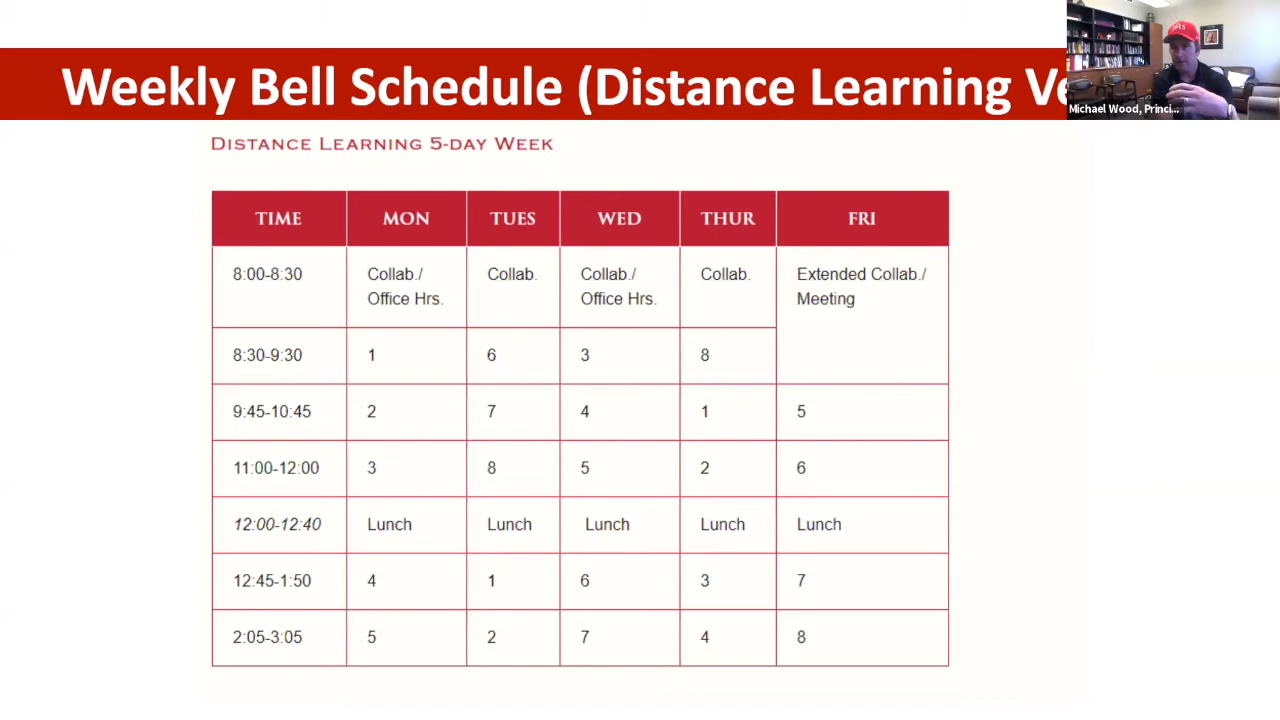 Weekly Bell Schedule (Distance Learning Ve
Michael Wood, Princi...
DISTANCE LEARNING 5-DAY WEEK
TIME MON TUES WED THUR FRI
8:00-8:30 Collab./ Collab. Collab./ Collab. Extended Collab./
Office Hrs. Office Hrs. Meeting
8:30-9:30 1 6 3 8
9:45-10:45 2 7 4 1 5
11:00-12:00 3 8 5 2 6
12:00-12:40 Lunch Lunch Lunch Lunch Lunch
12:45-1:50 4 1 6 3 7
2:05-3:05 5 2 7 4 8